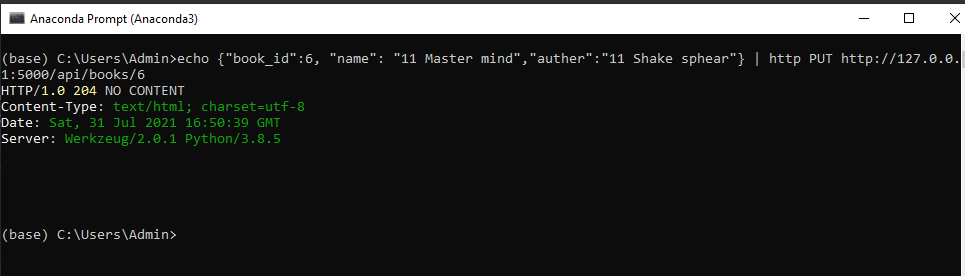 Anaconda Prompt (Anaconda3)
(base) C:\Users\Admin>echo {"book_id":6, "name": "11 Master mind","auther":"11 Shake sphear"} | http PUT http://127.0.0.
1:5000/api/books/6
HTTP/1.0 204 NO CONTENT
Content-Type: text/html; charset=utf-8
Date: Sat, 31 Jul 2021 16:50:39 GMT
Server: Werkzeug/2.0.1 Python/3.8.5
(base) C:\Users\Admin>